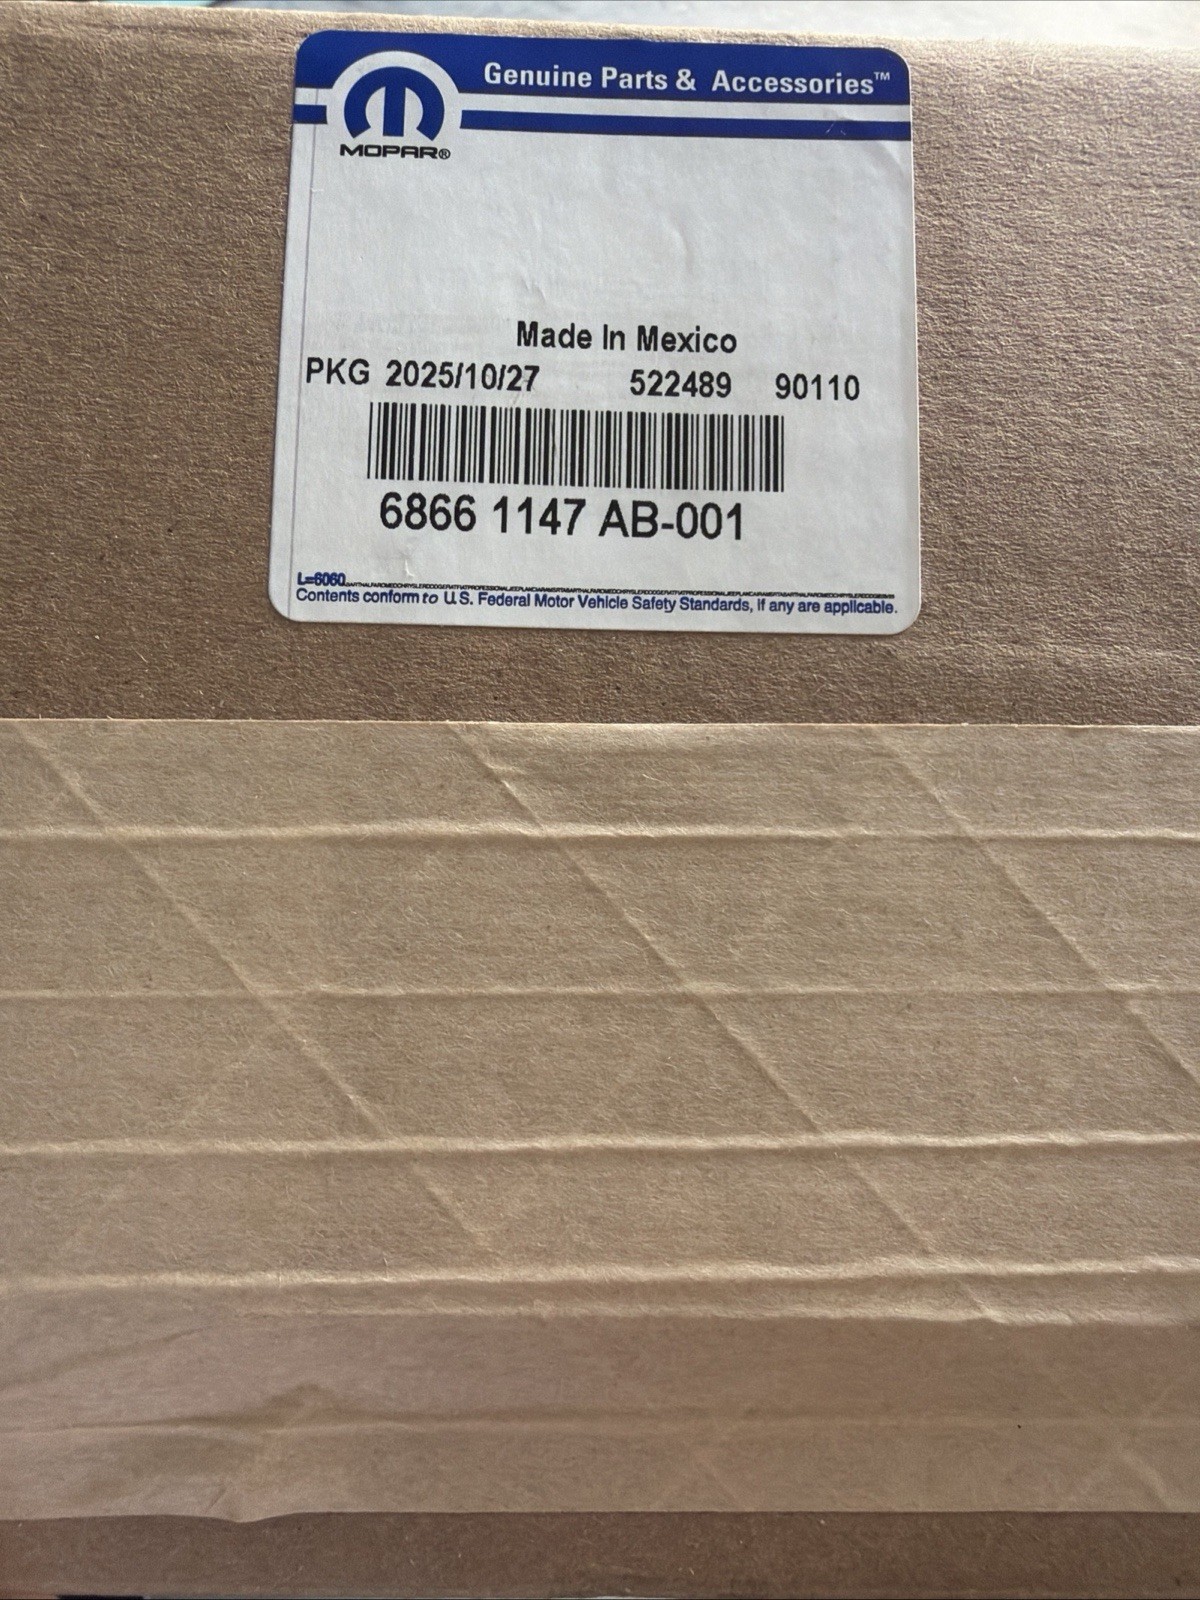 Genuine Parts & Accessories™
MOPAR®
Made In Mexico
PKG 2025/10/27 522489 90110
6866 1147 AB-001
L=6060
Contents conform to U.S. Federal Motor Vehicle Safety Standards, if any are applicable.